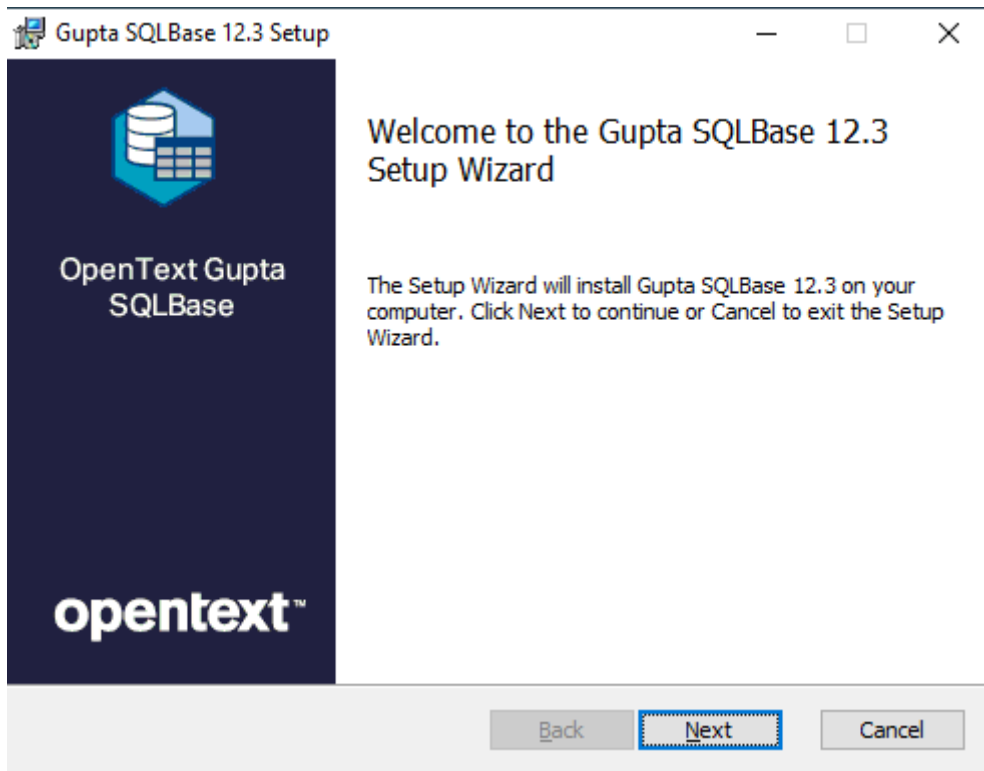 Gupta SQLBase 12.3 Setup
OpenText Gupta
SQLBase
opentext™
Welcome to the Gupta SQLBase 12.3
Setup Wizard
The Setup Wizard will install Gupta SQLBase 12.3 on your
computer. Click Next to continue or Cancel to exit the Setup
Wizard.
Back
Next
Cancel